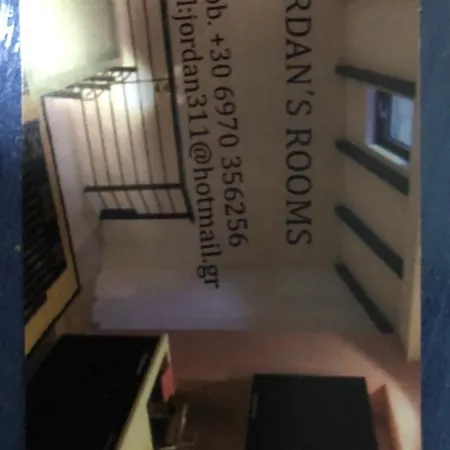 RDAN'S ROOMS
ob. +30 6970 356256
l:jordan311@hotmail.gr